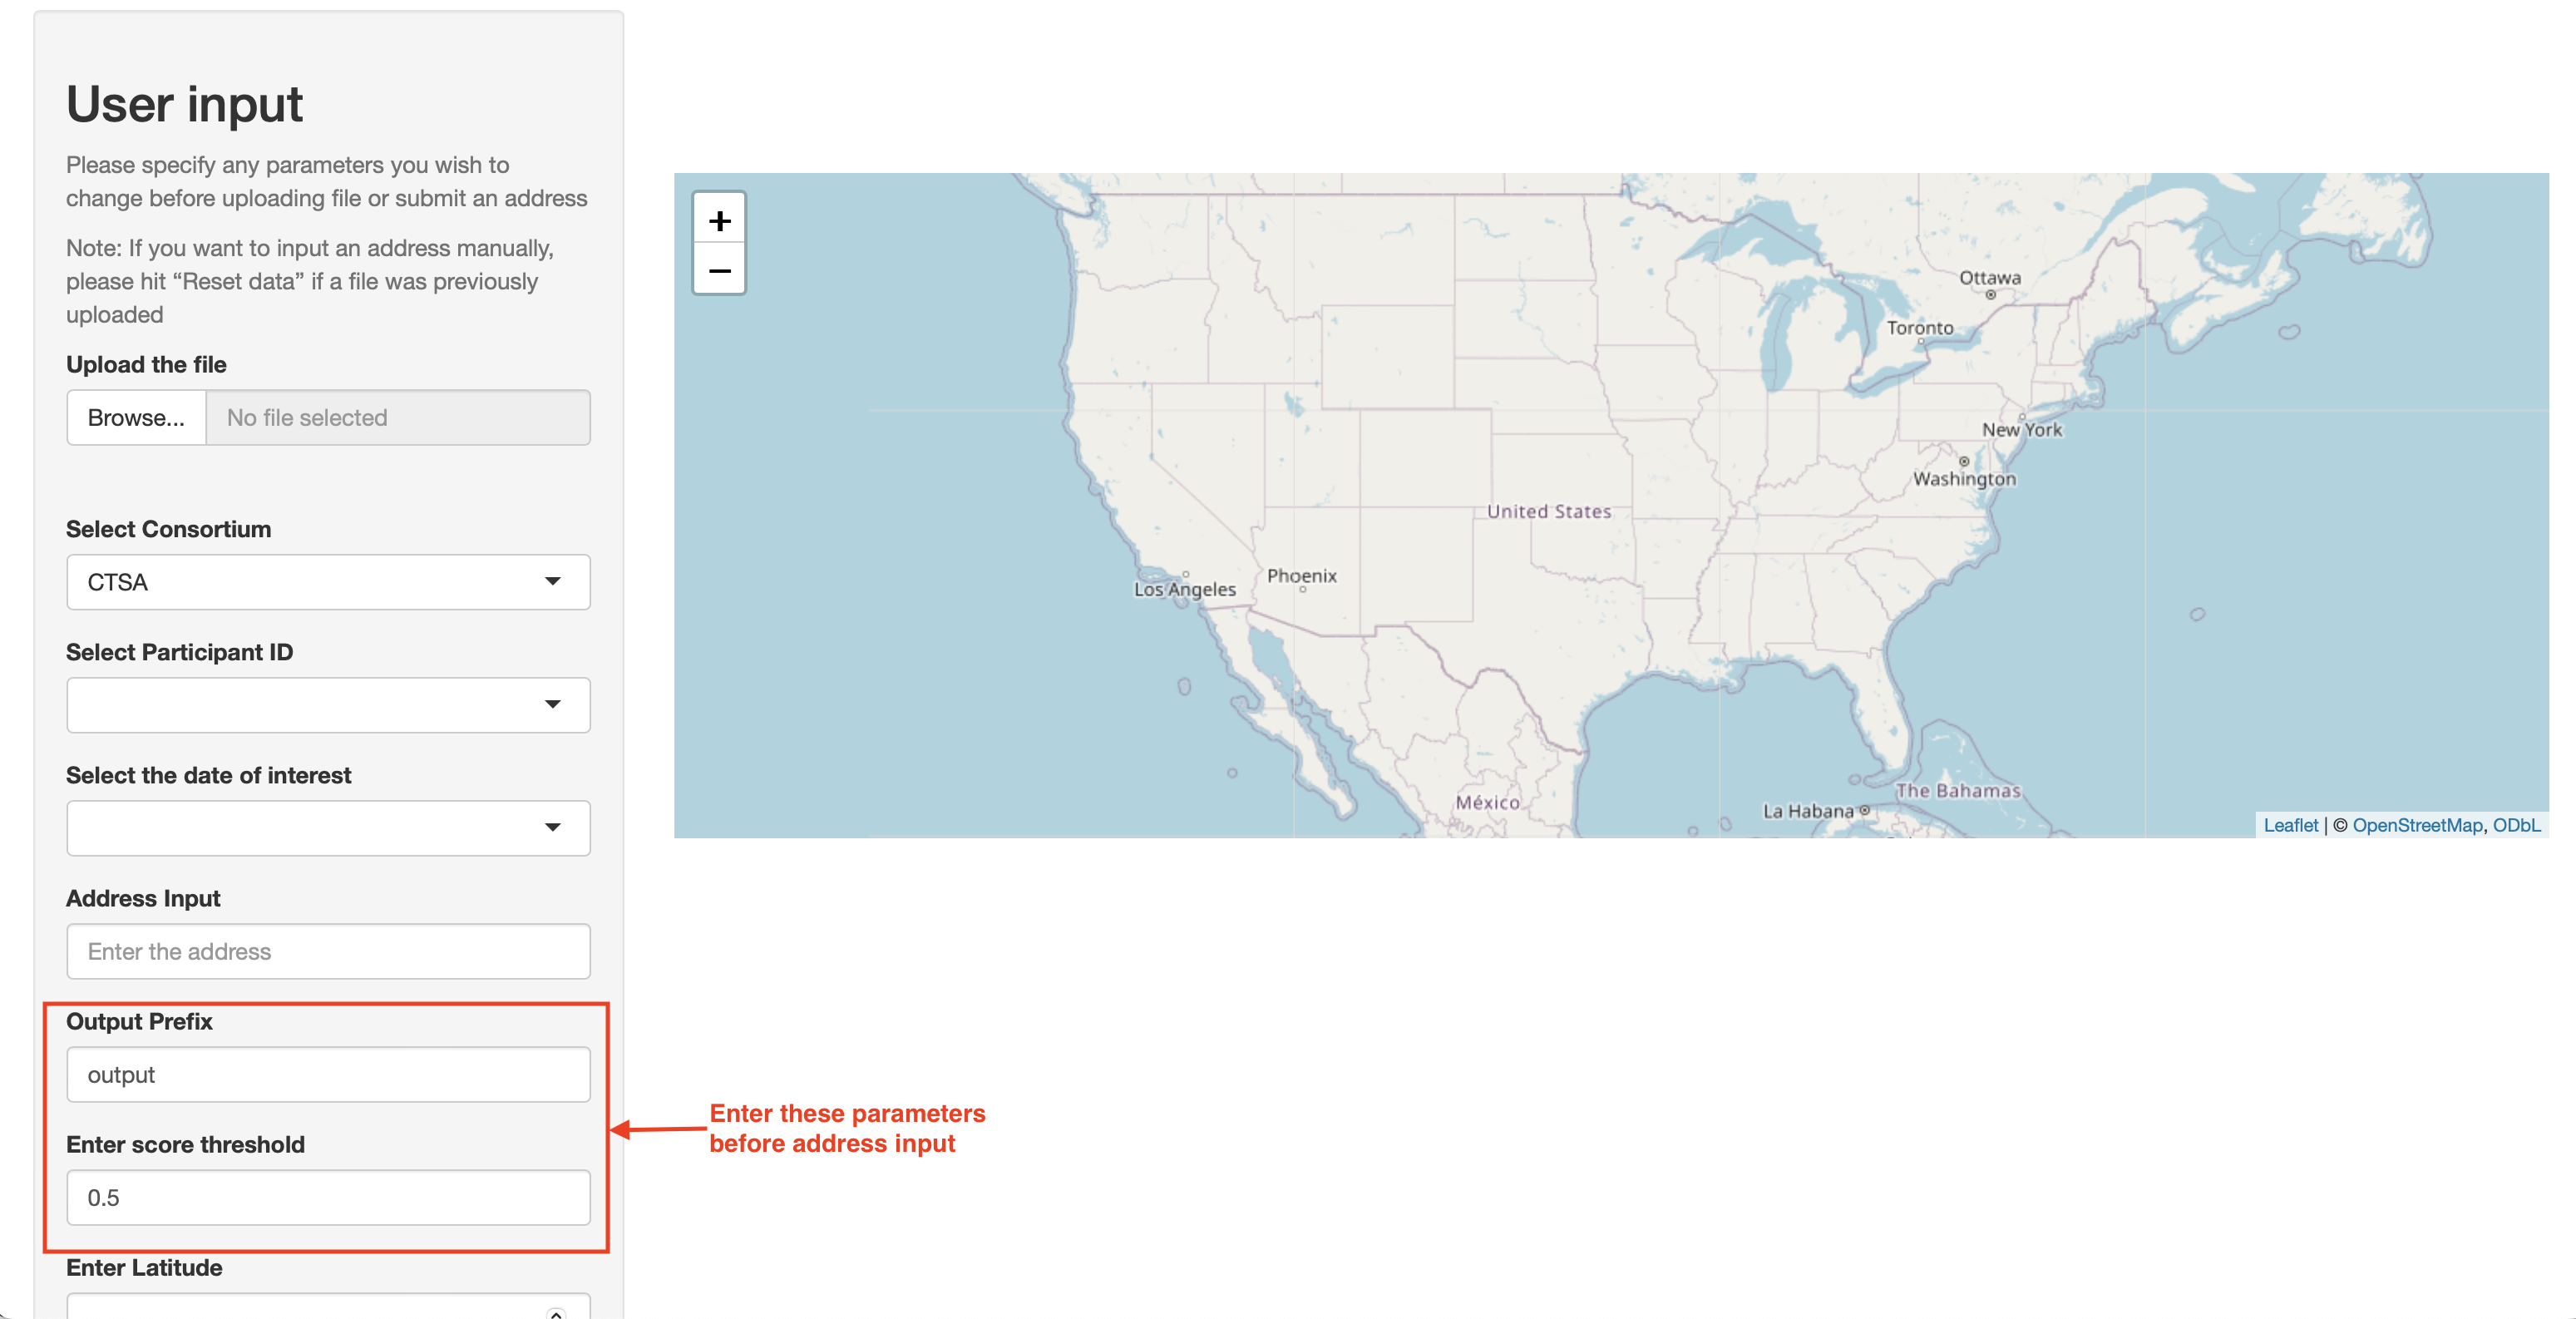 User input
Please specify any parameters you wish to
change before uploading file or submit an address
Note: If you want to input an address manually,
please hit “Reset data” if a file was previously
uploaded
Upload the file
Browse... No file selected
Select Consortium
CTSA
Select Participant ID
Select the date of interest
Address Input
Enter the address
Output Prefix
output
Enter score threshold
0.5
Enter Latitude
Enter these parameters
before address input
+
−
Ottawa
Toronto
New York
Washington
United States
Phoenix
Los Angeles
México
The Bahamas
La Habana
Leaflet | © OpenStreetMap, ODbL